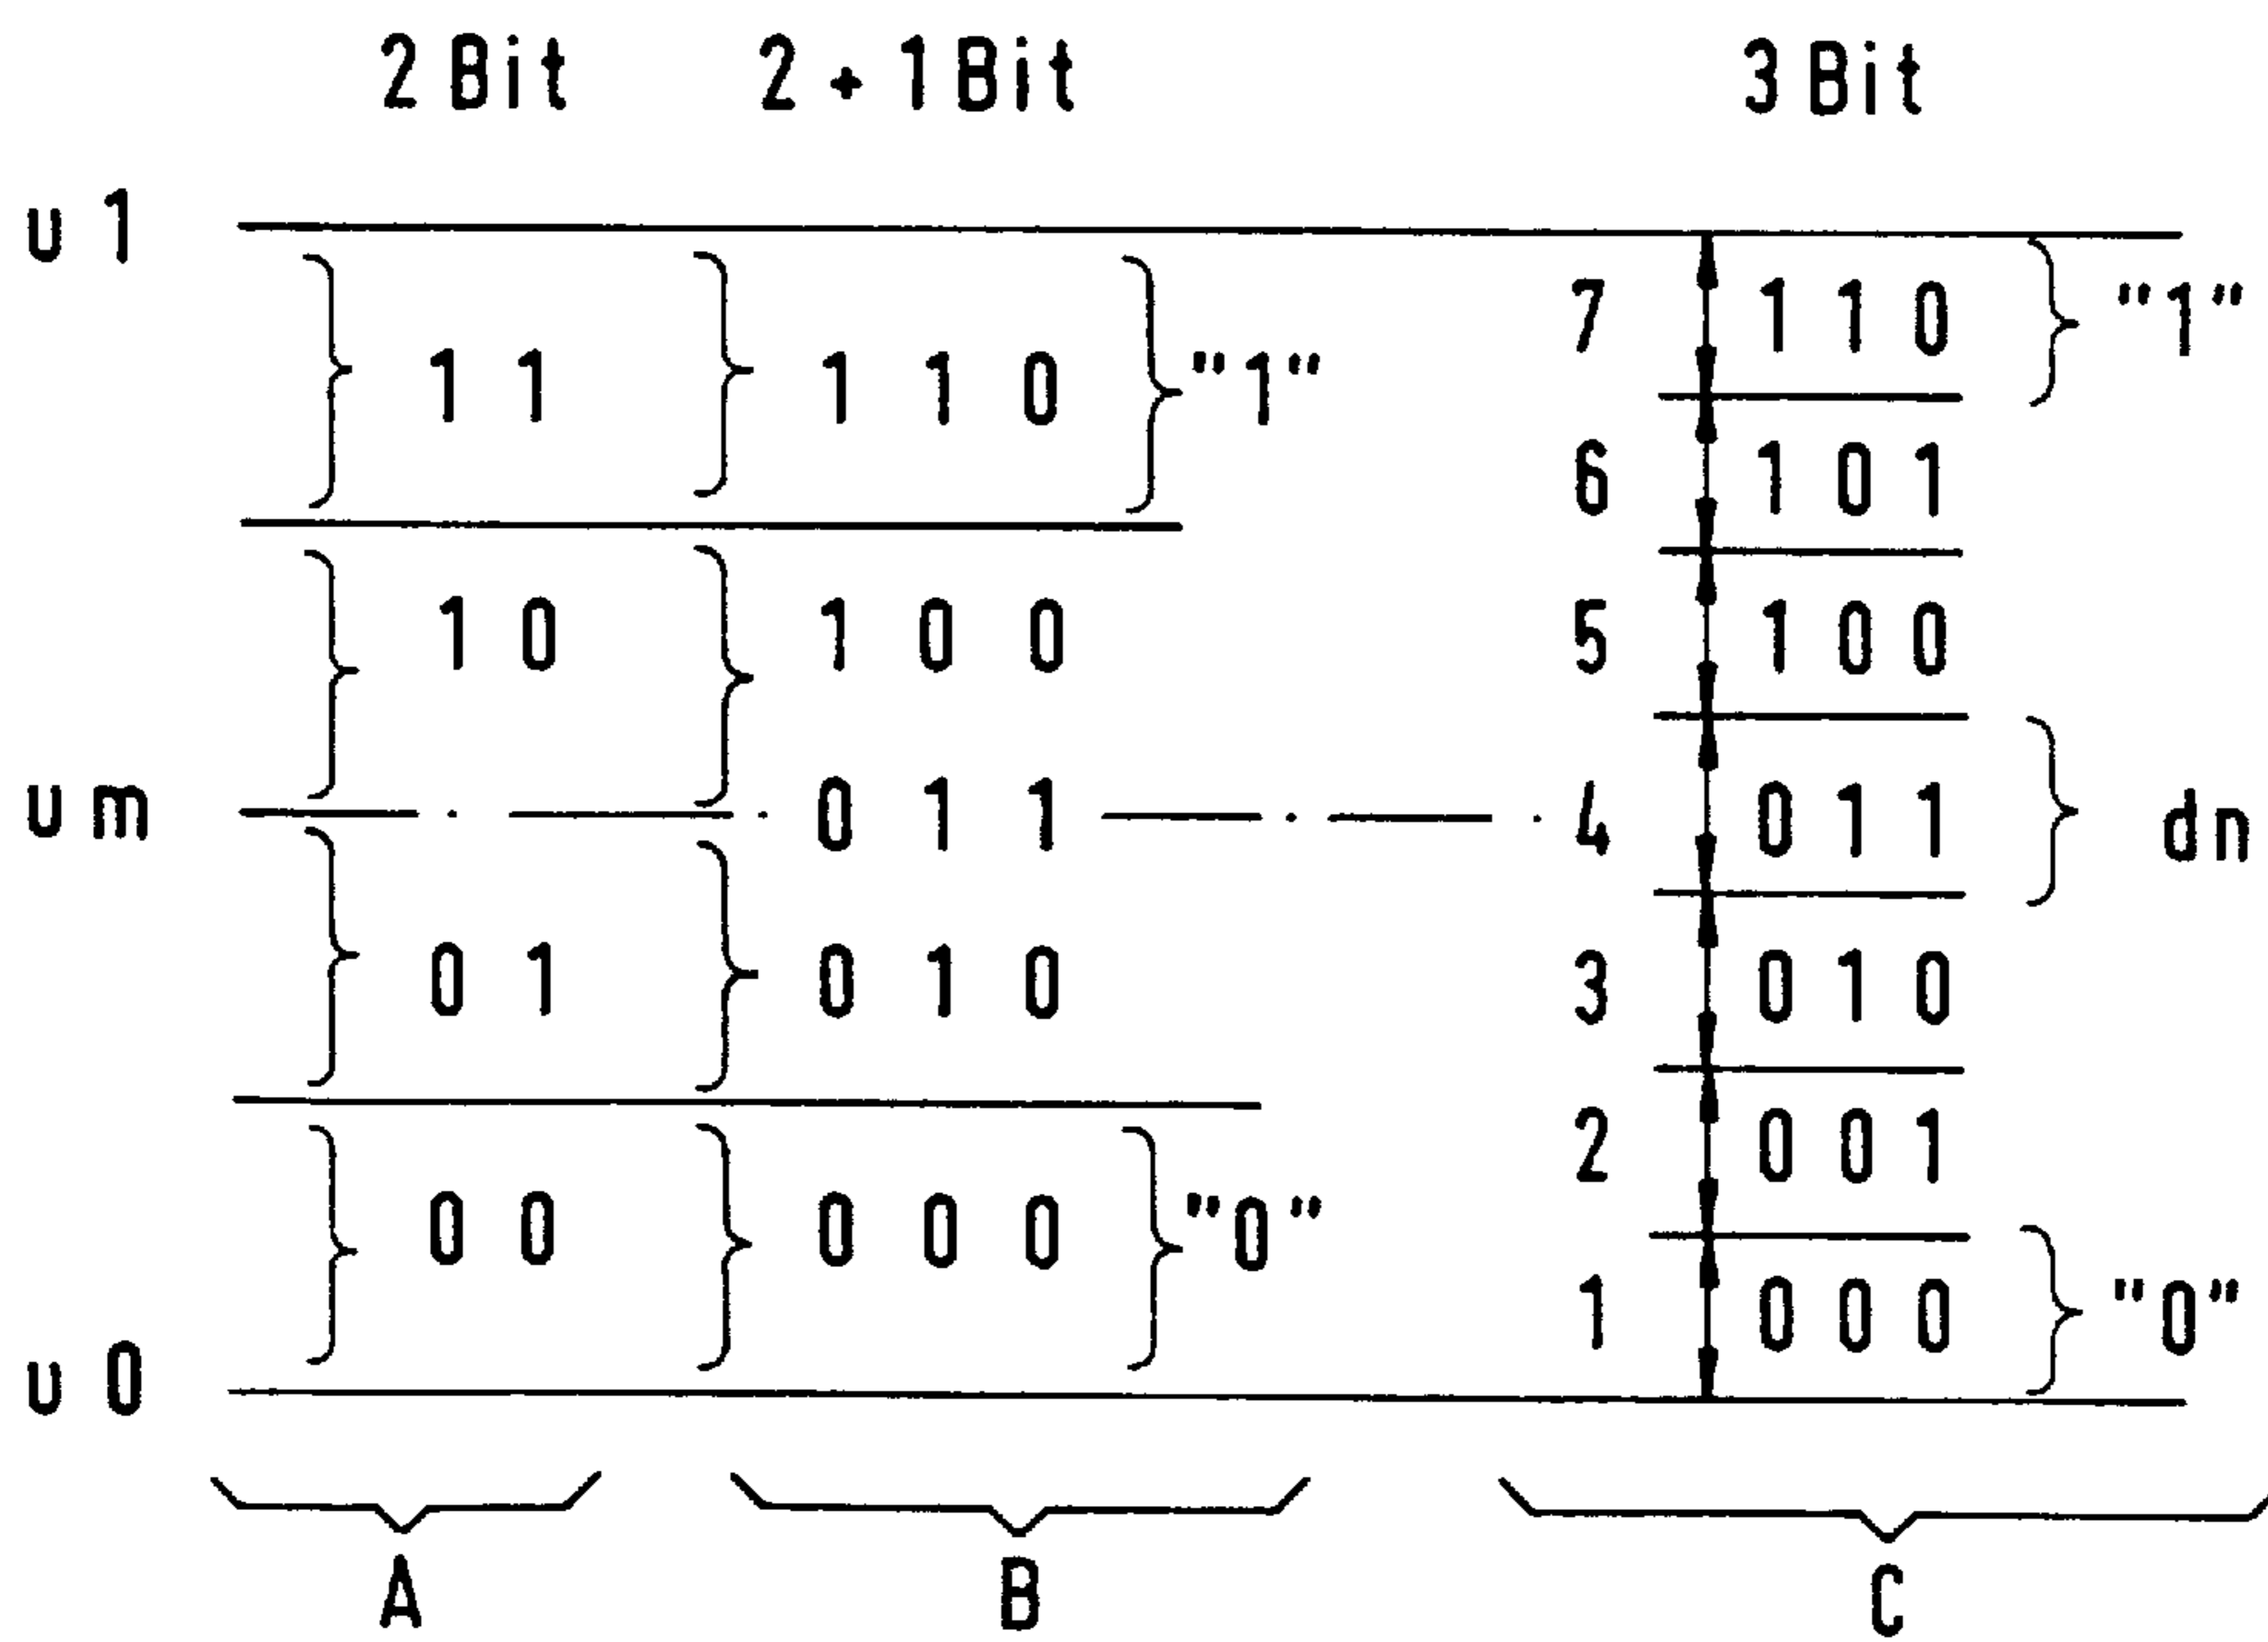 2 Bit 2 + 1 Bit 3 Bit
u 1
7 1 1 0 "1"
1 1 1 1 0 "1"
6 1 0 1
1 0 1 0 0 5 1 0 0
u m 0 1 1 4 0 1 1 dn
0 1 0 1 0 3 0 1 0
2 0 0 1
0 0 0 0 0 "0"
1 0 0 0 "0"
u 0
A B C